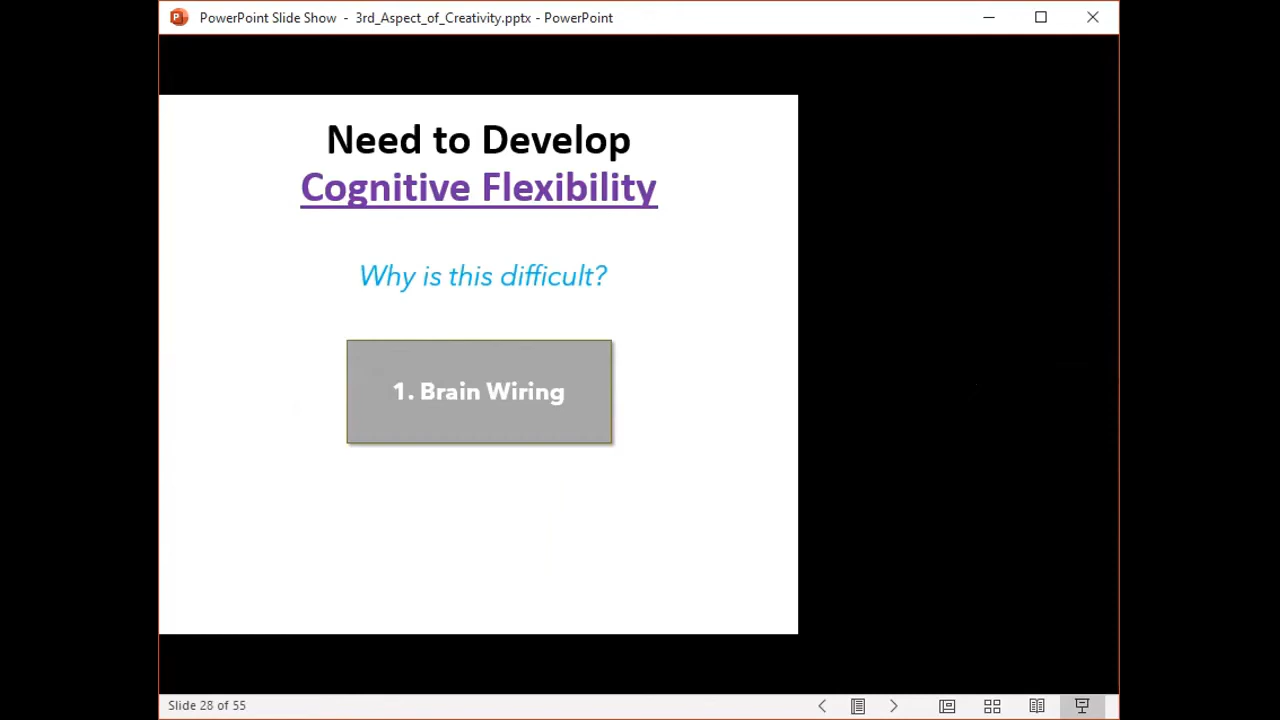 PowerPoint Slide Show - 3rd_Aspect_of_Creativity.pptx - PowerPoint
Need to Develop
Cognitive Flexibility
Why is this difficult?
1. Brain Wiring
Slide 28 of 55